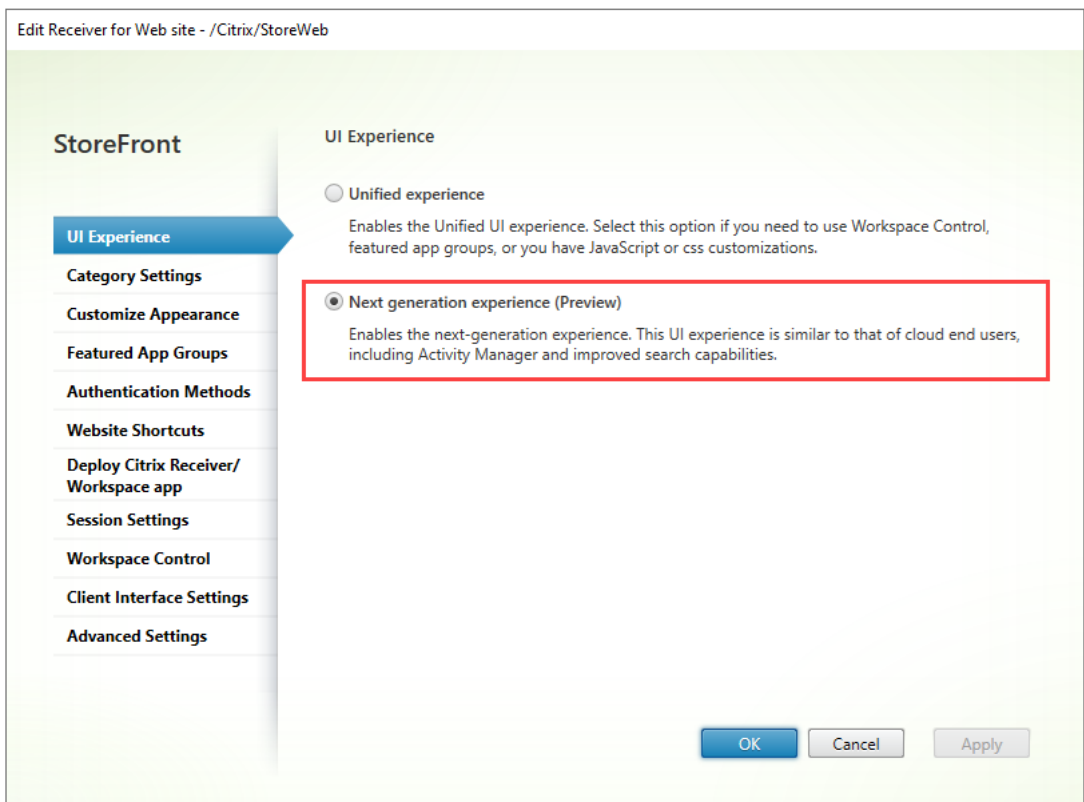 Edit Receiver for Web site - /Citrix/StoreWeb
StoreFront
UI Experience
Category Settings
Customize Appearance
Featured App Groups
Authentication Methods
Website Shortcuts
Deploy Citrix Receiver/
Workspace app
Session Settings
Workspace Control
Client Interface Settings
Advanced Settings
UI Experience
Unified experience
Enables the Unified UI experience. Select this option if you need to use Workspace Control,
featured app groups, or you have JavaScript or css customizations.
Next generation experience (Preview)
Enables the next-generation experience. This UI experience is similar to that of cloud end users,
including Activity Manager and improved search capabilities.
OK
Cancel
Apply